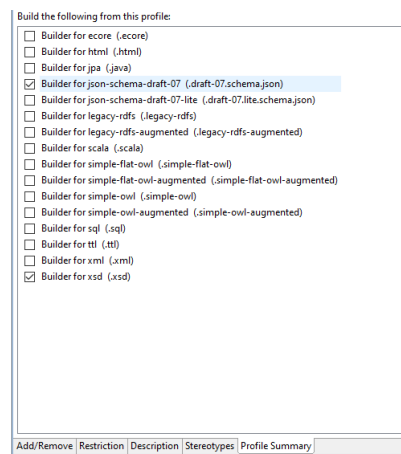 Build the following from this profile:
Builder for ecore (.ecore)
Builder for html (.html)
Builder for jpa (.java)
Builder for json-schema-draft-07 (.draft-07.schema.json)
Builder for json-schema-draft-07-lite (.draft-07.lite.schema.json)
Builder for legacy-rdfs (.legacy-rdfs)
Builder for legacy-rdfs-augmented (.legacy-rdfs-augmented)
Builder for scala (.scala)
Builder for simple-flat-owl (.simple-flat-owl)
Builder for simple-flat-owl-augmented (.simple-flat-owl-augmented)
Builder for simple-owl (.simple-owl)
Builder for simple-owl-augmented (.simple-owl-augmented)
Builder for sql (.sql)
Builder for ttl (.ttl)
Builder for xml (.xml)
Builder for xsd (.xsd)
Add/Remove Restriction Description Stereotypes Profile Summary